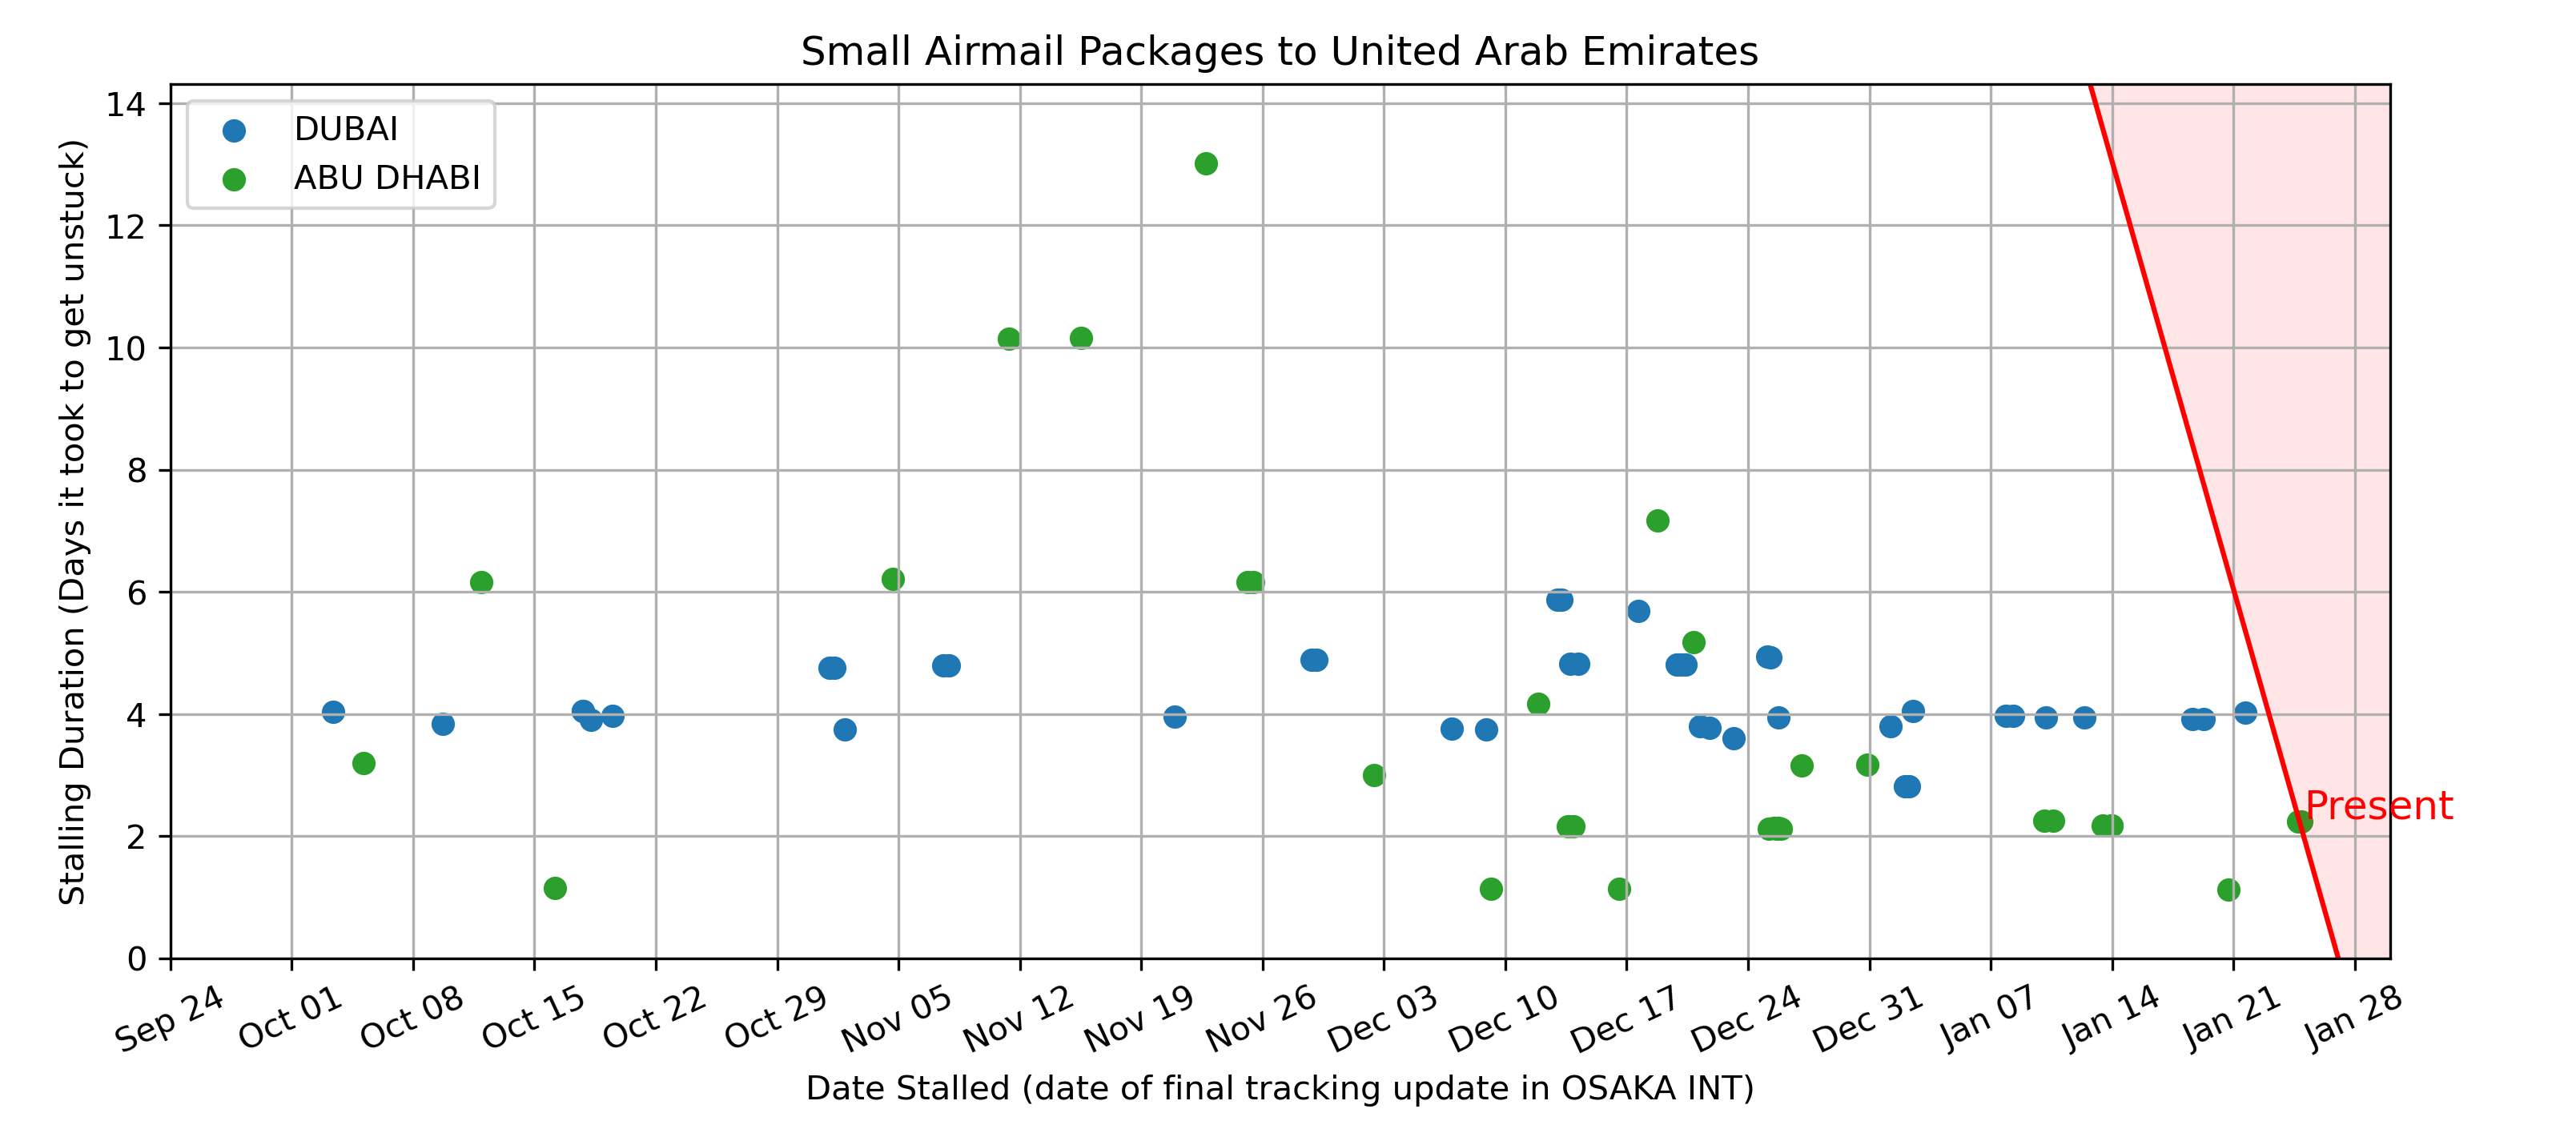 Small Airmail Packages to United Arab Emirates
DUBAI
ABU DHABI
Stalling Duration (Days it took to get unstuck)
14
12
10
8
6
4
2
0
Present
Sep 24
Oct 01
Oct 08
Oct 15
Oct 22
Oct 29
Nov 05
Nov 12
Nov 19
Nov 26
Dec 03
Dec 10
Dec 17
Dec 24
Dec 31
Jan 07
Jan 14
Jan 21
Jan 28
Date Stalled (date of final tracking update in OSAKA INT)